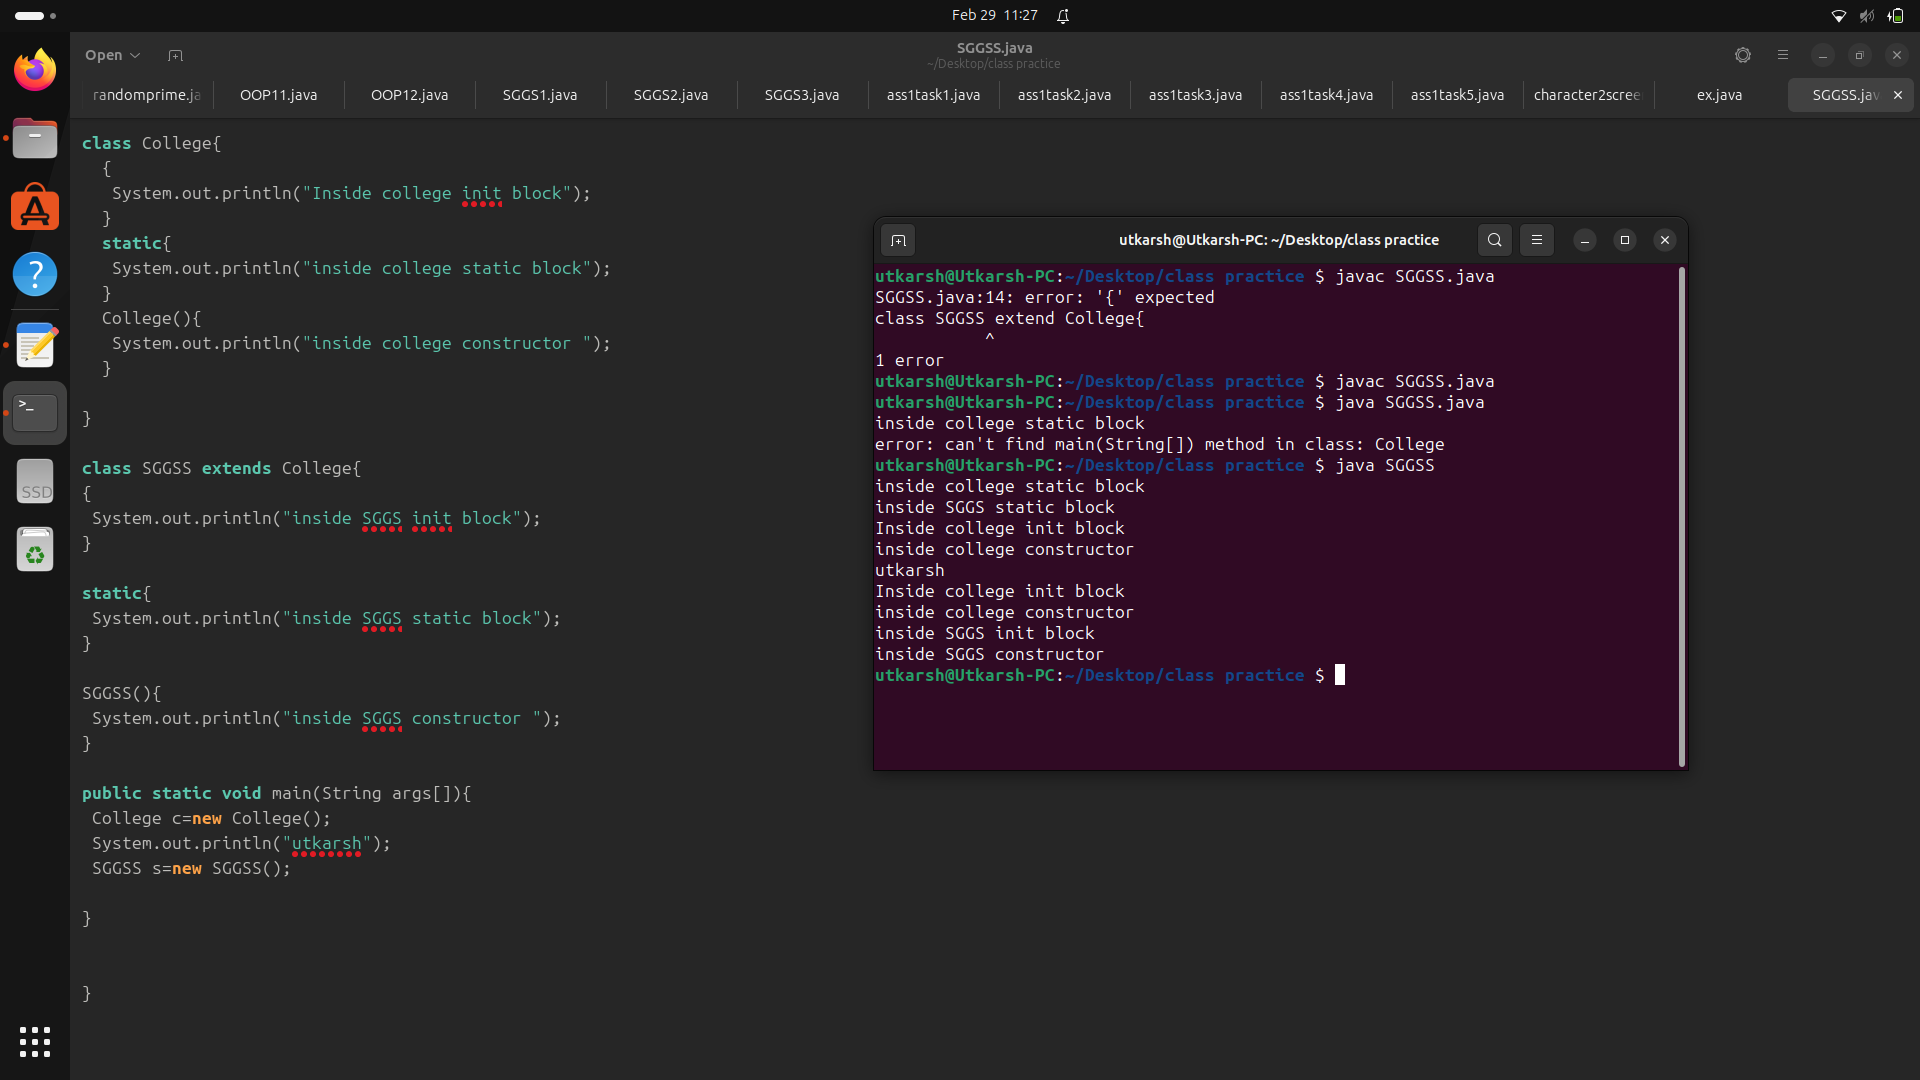 Feb 29 11:27
Open
SGGSS.java
~/Desktop/class practice
randomprime.ja
OOP11.java
OOP12.java
SGGS1.java
SGGS2.java
SGGS3.java
ass1task1.java
ass1task2.java
ass1task3.java
ass1task4.java
ass1task5.java
character2scree
ex.java
SGGSS.jav
class College{
{
System.out.println("Inside college init block");
}
static{
System.out.println("inside college static block");
}
College(){
System.out.println("inside college constructor ");
}
}
class SGGSS extends College{
{
System.out.println("inside SGGS init block");
}
static{
System.out.println("inside SGGS static block");
}
SGGSS(){
System.out.println("inside SGGS constructor ");
}
public static void main(String args[]){
College c=new College();
System.out.println("utkarsh");
SGGSS s=new SGGSS();
}
}
utkarsh@Utkarsh-PC: ~/Desktop/class practice
utkarsh@Utkarsh-PC:~/Desktop/class practice $ javac SGGSS.java
SGGSS.java:14: error: '{' expected
class SGGSS extend College{
^
1 error
utkarsh@Utkarsh-PC:~/Desktop/class practice $ javac SGGSS.java
utkarsh@Utkarsh-PC:~/Desktop/class practice $ java SGGSS.java
inside college static block
error: can't find main(String[]) method in class: College
utkarsh@Utkarsh-PC:~/Desktop/class practice $ java SGGSS
inside college static block
inside SGGS static block
Inside college init block
inside college constructor
utkarsh
Inside college init block
inside college constructor
inside SGGS init block
inside SGGS constructor
utkarsh@Utkarsh-PC:~/Desktop/class practice $
>_
SSD